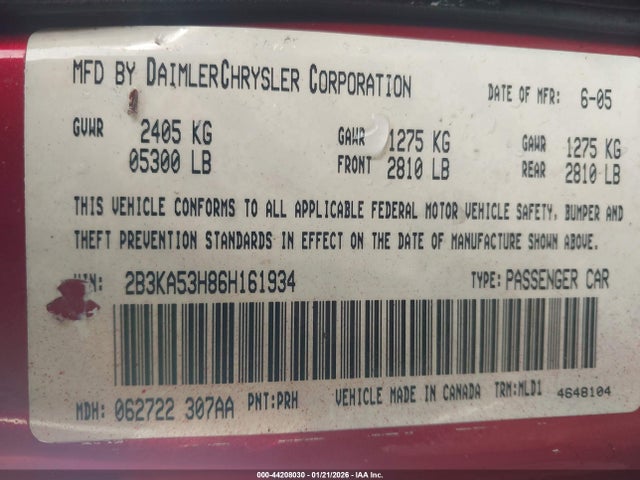 MFD BY DAIMLERCHRYSLER CORPORATION DATE OF MFR: 6-05
GVWR 2405 KG GAWR 1275 KG GAWR 1275 KG
05300 LB FRONT 2810 LB REAR 2810 LB
THIS VEHICLE CONFORMS TO ALL APPLICABLE FEDERAL MOTOR VEHICLE SAFETY, BUMPER AND
THEFT PREVENTION STANDARDS IN EFFECT ON THE DATE OF MANUFACTURE SHOWN ABOVE.
VIN: 2B3KA53H86H161934 TYPE: PASSENGER CAR
MDH: 062722 307AA PNT: PRH VEHICLE MADE IN CANADA TRM: MLD1 4648104
000-44208030 - 01/21/2026 - IAA Inc.